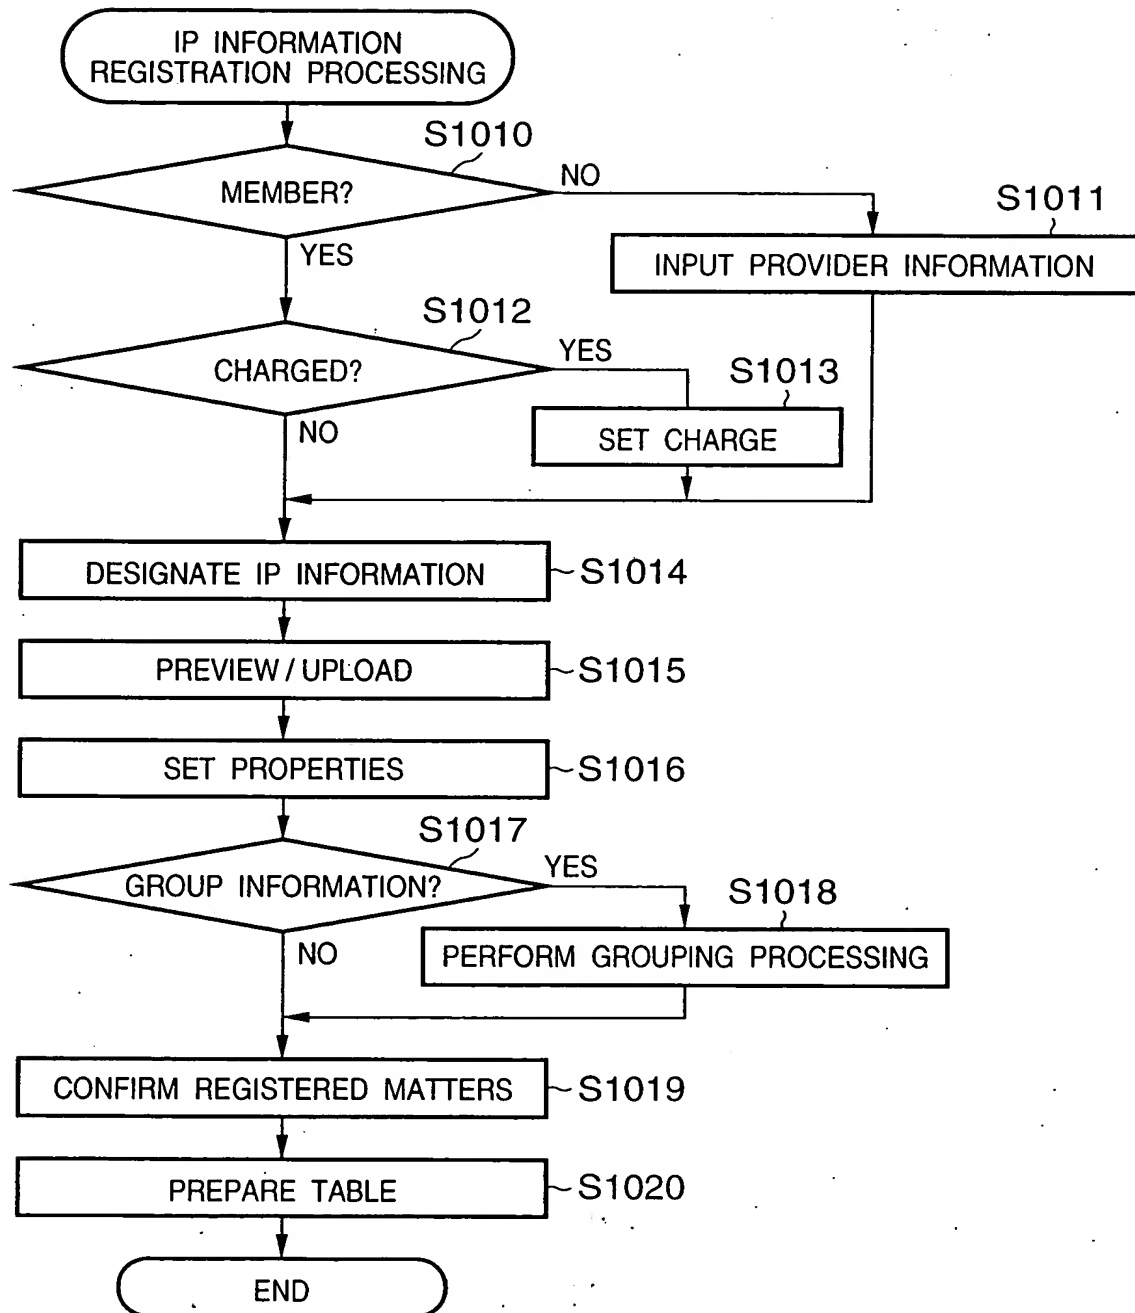 IP INFORMATION
REGISTRATION PROCESSING
S1010
MEMBER?
NO
S1011
YES
INPUT PROVIDER INFORMATION
S1012
CHARGED?
YES
S1013
NO
SET CHARGE
DESIGNATE IP INFORMATION
S1014
PREVIEW / UPLOAD
S1015
SET PROPERTIES
S1016
S1017
GROUP INFORMATION?
YES
S1018
NO
PERFORM GROUPING PROCESSING
CONFIRM REGISTERED MATTERS
S1019
PREPARE TABLE
S1020
END